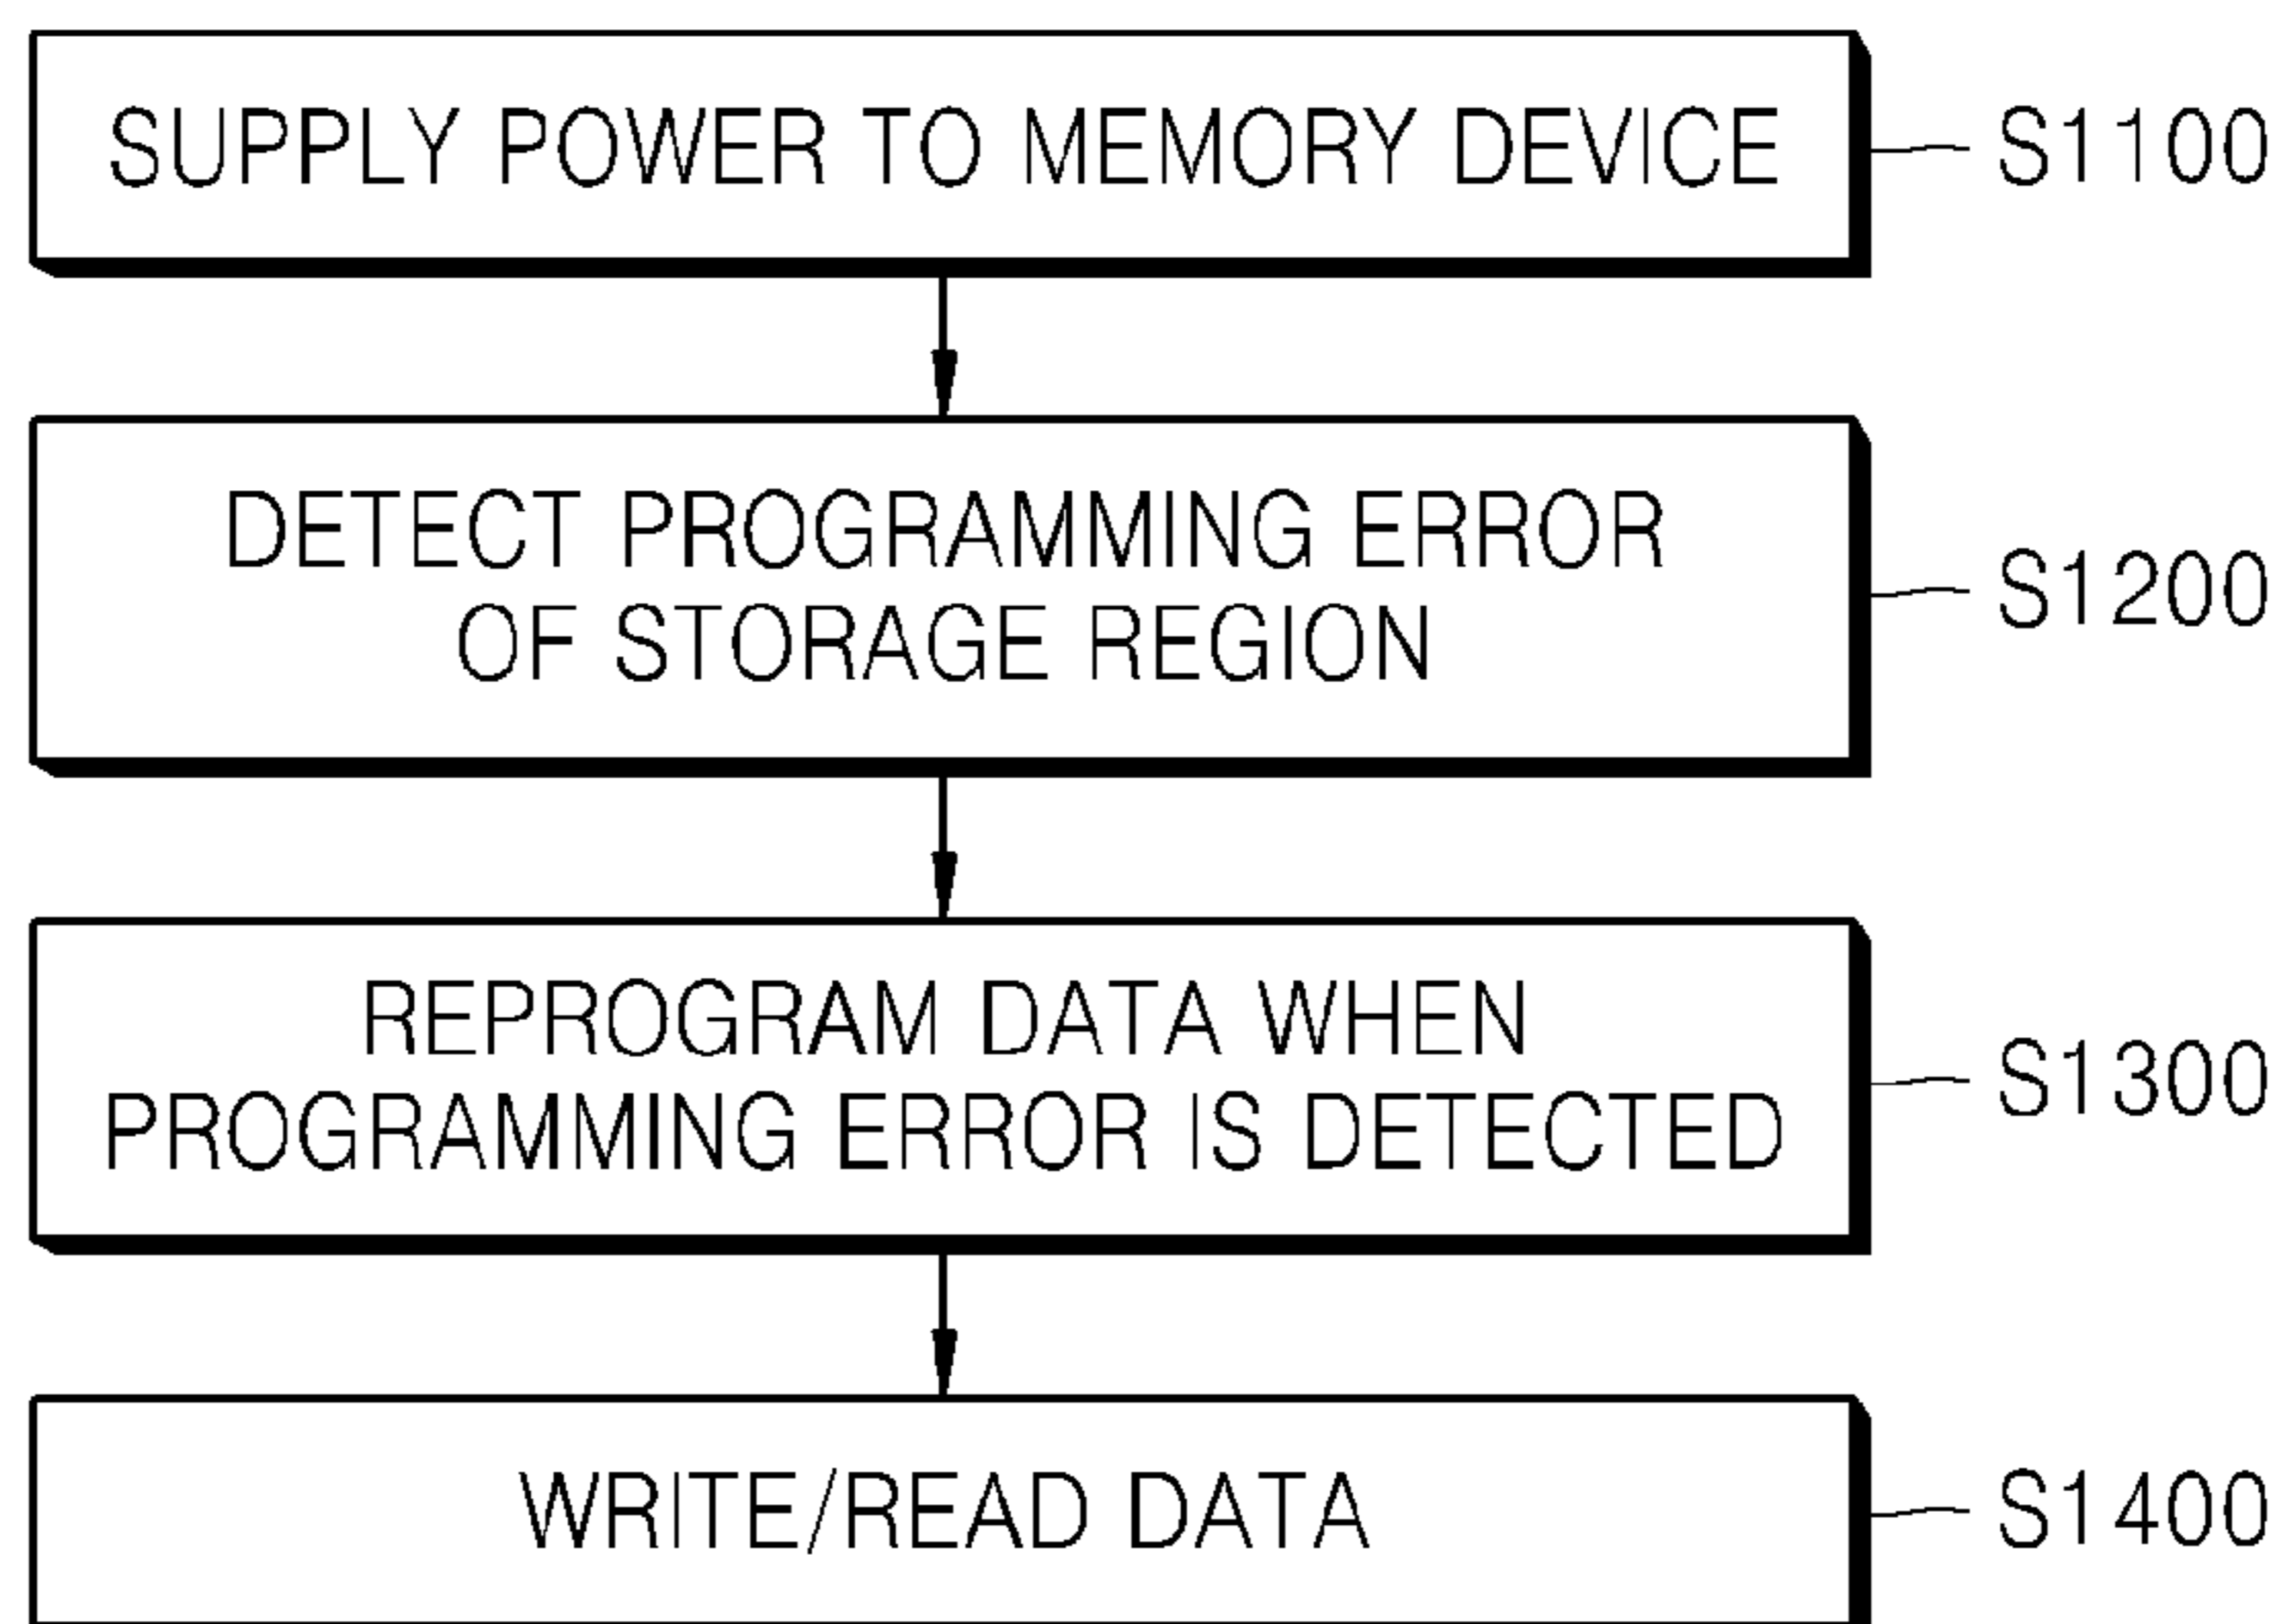 SUPPLY POWER TO MEMORY DEVICE S1100
DETECT PROGRAMMING ERROR
OF STORAGE REGION
S1200
REPROGRAM DATA WHEN
PROGRAMMING ERROR IS DETECTED
S1300
WRITE/READ DATA S1400